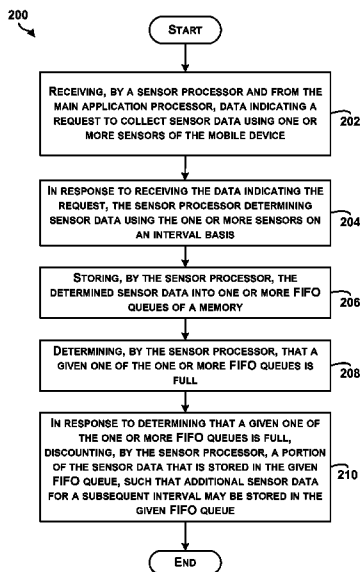 200
START
RECEIVING, BY A SENSOR PROCESSOR AND FROM THE
MAIN APPLICATION PROCESSOR, DATA INDICATING A
REQUEST TO COLLECT SENSOR DATA USING ONE OR
MORE SENSORS OF THE MOBILE DEVICE
202
IN RESPONSE TO RECEIVING THE DATA INDICATING THE
REQUEST, THE SENSOR PROCESSOR DETERMINING
SENSOR DATA USING THE ONE OR MORE SENSORS ON
AN INTERVAL BASIS
204
STORING, BY THE SENSOR PROCESSOR, THE
DETERMINED SENSOR DATA INTO ONE OR MORE FIFO
QUEUES OF A MEMORY
206
DETERMINING, BY THE SENSOR PROCESSOR, THAT A
GIVEN ONE OF THE ONE OR MORE FIFO QUEUES IS
FULL
208
IN RESPONSE TO DETERMINING THAT A GIVEN ONE OF
THE ONE OR MORE FIFO QUEUES IS FULL,
DISCOUNTING, BY THE SENSOR PROCESSOR, A PORTION
OF THE SENSOR DATA THAT IS STORED IN THE GIVEN
FIFO QUEUE, SUCH THAT ADDITIONAL SENSOR DATA
FOR A SUBSEQUENT INTERVAL MAY BE STORED IN THE
GIVEN FIFO QUEUE
210
END